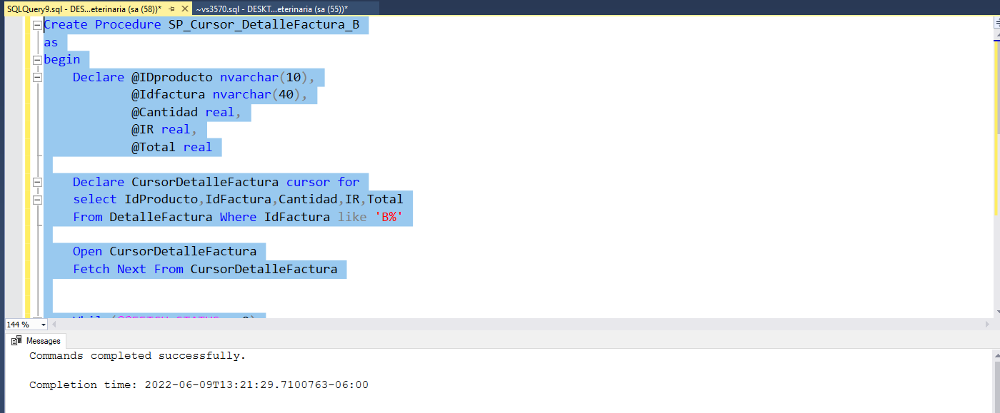 SQLQuery9.sql - DES...eterinaria (sa (58))* ~vs3570.sql - DESKT...eterinaria (sa (55))*
Create Procedure SP_Cursor_DetalleFactura_B
as
begin
Declare @IDproducto nvarchar(10),
@Idfactura nvarchar(40),
@Cantidad real,
@IR real,
@Total real
Declare CursorDetalleFactura cursor for
select IdProducto,IdFactura,Cantidad,IR,Total
From DetalleFactura Where IdFactura like 'B%'
Open CursorDetalleFactura
Fetch Next From CursorDetalleFactura
144 %
Messages
Commands completed successfully.
Completion time: 2022-06-09T13:21:29.7100763-06:00